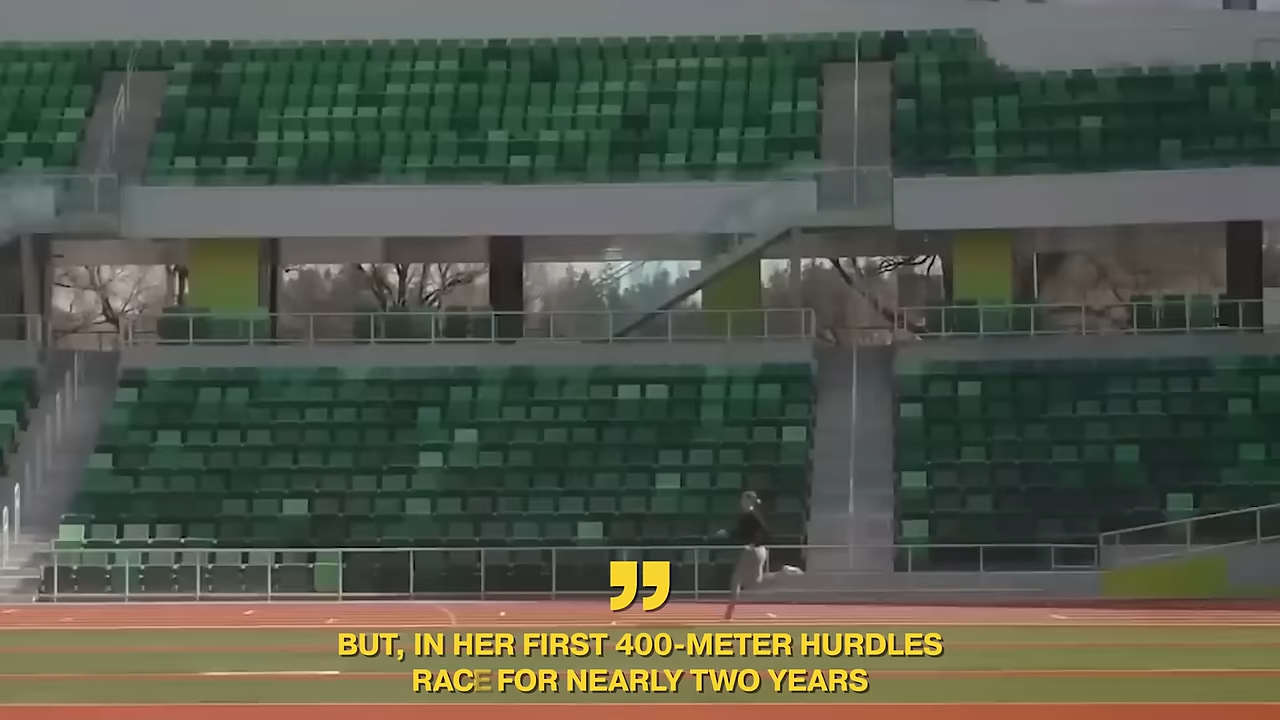 BUT, IN HER FIRST 400-METER HURDLES
RACE FOR NEARLY TWO YEARS